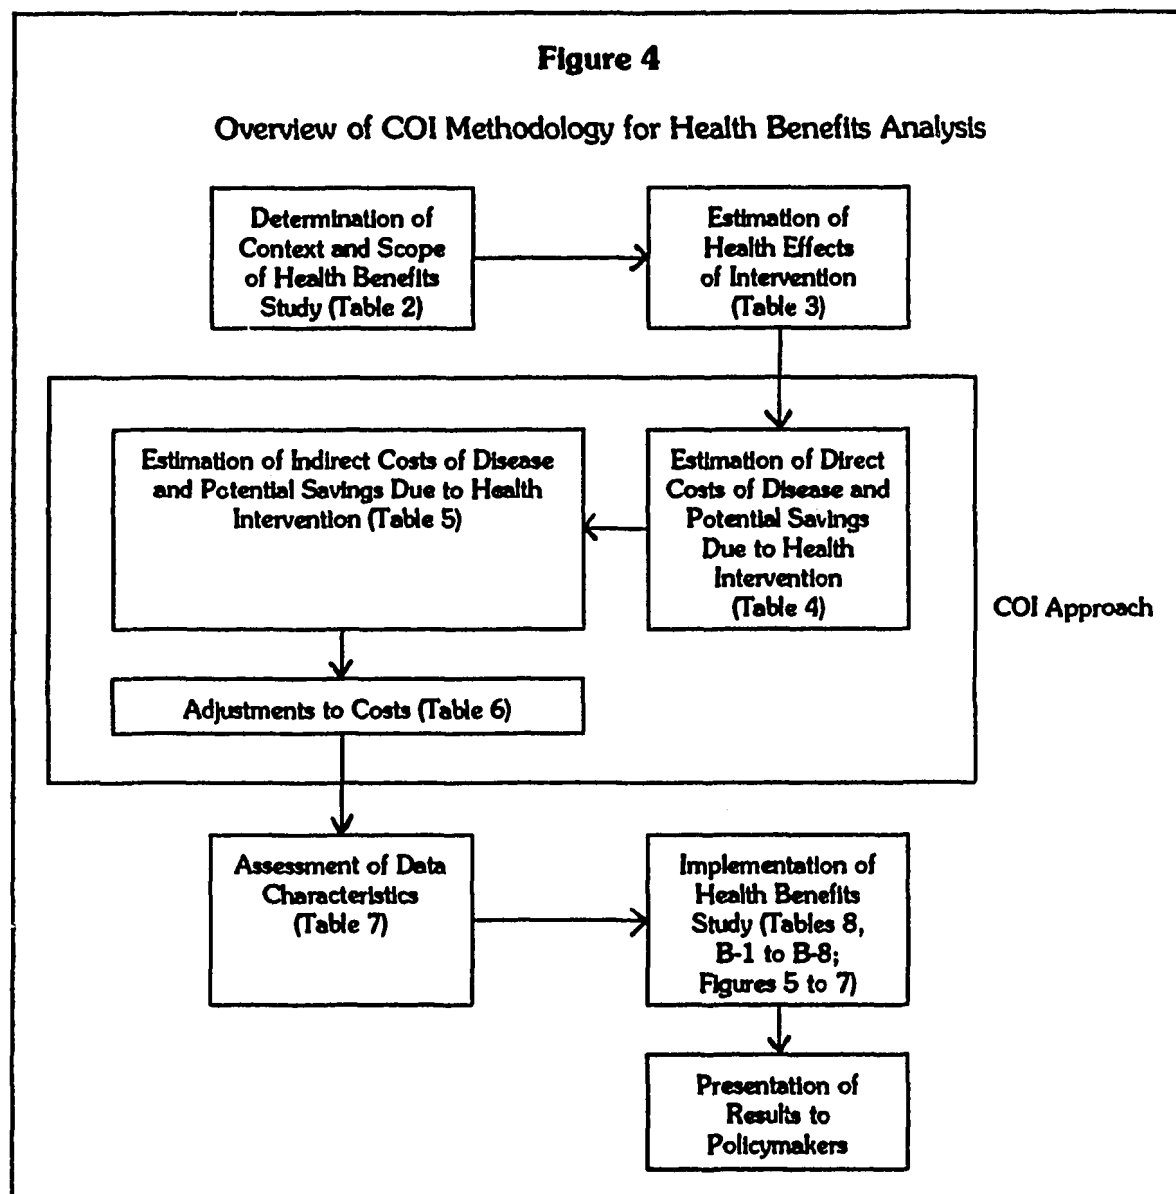 Figure 4
Overview of COI Methodology for Health Benefits Analysis
Determination of
Context and Scope
of Health Benefits
Study (Table 2)
Estimation of
Health Effects
of Intervention
(Table 3)
Estimation of Indirect Costs of Disease
and Potential Savings Due to Health
Intervention (Table 5)
Estimation of Direct
Costs of Disease and
Potential Savings
Due to Health
Intervention
(Table 4)
COI Approach
Adjustments to Costs (Table 6)
Assessment of Data
Characteristics
(Table 7)
Implementation of
Health Benefits
Study (Tables 8,
B-1 to B-8;
Figures 5 to 7)
Presentation of
Results to
Policymakers